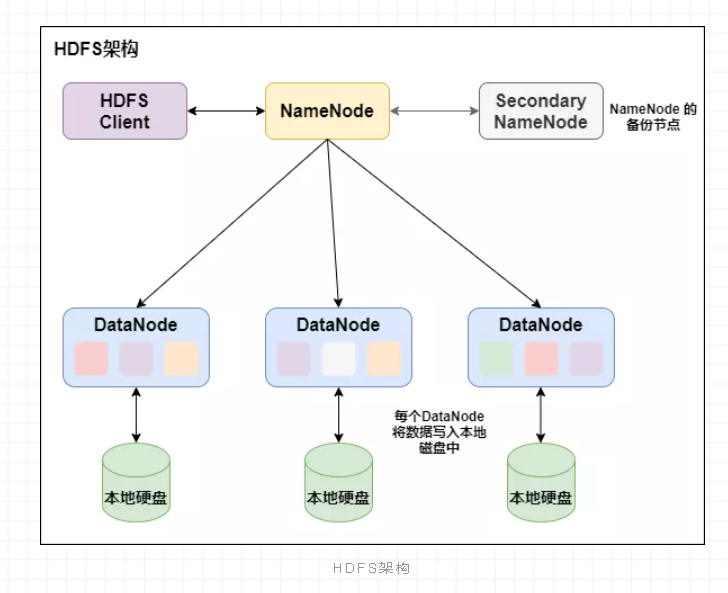 HDFS架构
HDFS
Client
NameNode
Secondary
NameNode
NameNode 的
备份节点
DataNode
DataNode
DataNode
每个DataNode
将数据写入本地
磁盘中
本地硬盘
本地硬盘
本地硬盘
HDFS架构